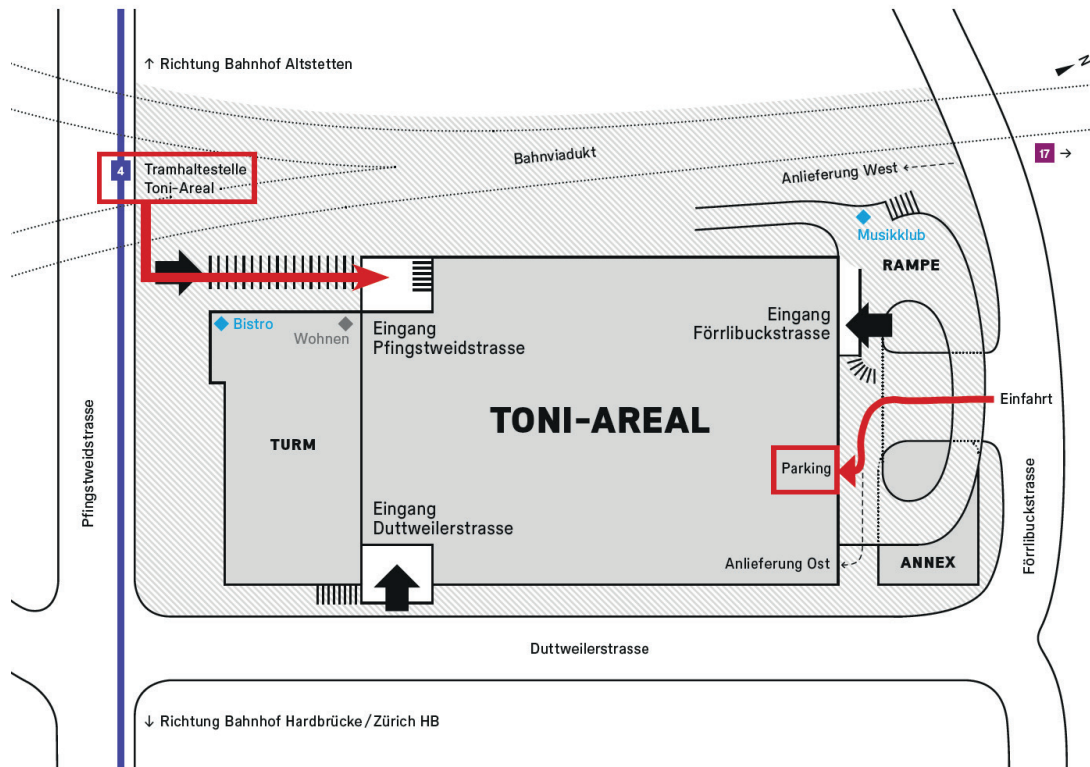 ↑ Richtung Bahnhof Altstetten
N
Bahnviadukt
17 →
4
Tramhaltestelle
Toni-Areal
Anlieferung West
Musikklub
RAMPE
Bistro
Wohnen
Eingang
Pfingstweidstrasse
Eingang
Förrlibuckstrasse
TONI-AREAL
Einfahrt
TURM
Parking
Pfingstweidstrasse
Eingang
Duttweilerstrasse
Förrlibuckstrasse
Anlieferung Ost
ANNEX
Duttweilerstrasse
↓ Richtung Bahnhof Hardbrücke/Zürich HB